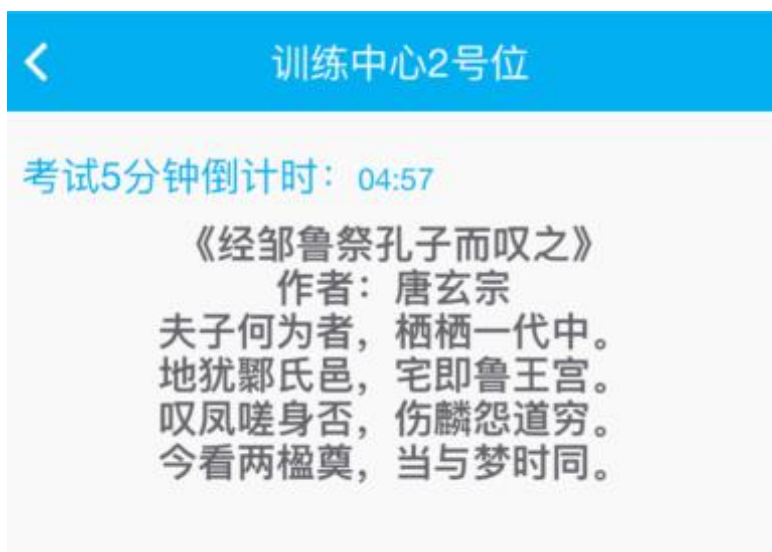 训练中心2号位
考试5分钟倒计时：04:57
《经邹鲁祭孔子而叹之》
作者：唐玄宗
夫子何为者，栖栖一代中。
地犹鄹氏邑，宅即鲁王宫。
叹凤嗟身否，伤麟怨道穷。
今看两楹奠，当与梦时同。